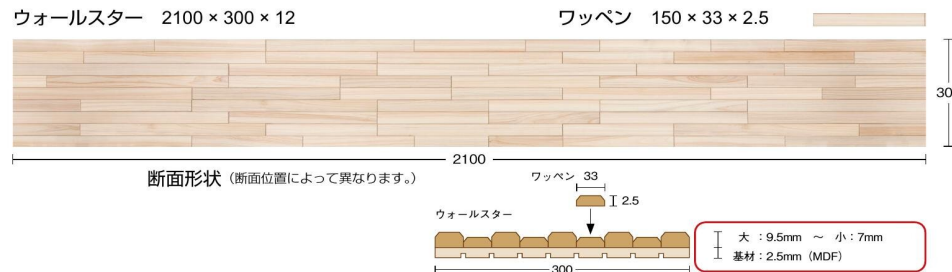 ウォールスター 2100 × 300 × 12
ワッペン 150 × 33 × 2.5
30
2100
断面形状（断面位置によって異なります。）
ワッペン 33
2.5
ウォールスター
大 ：9.5mm ～ 小：7mm
基材：2.5mm（MDF）
300